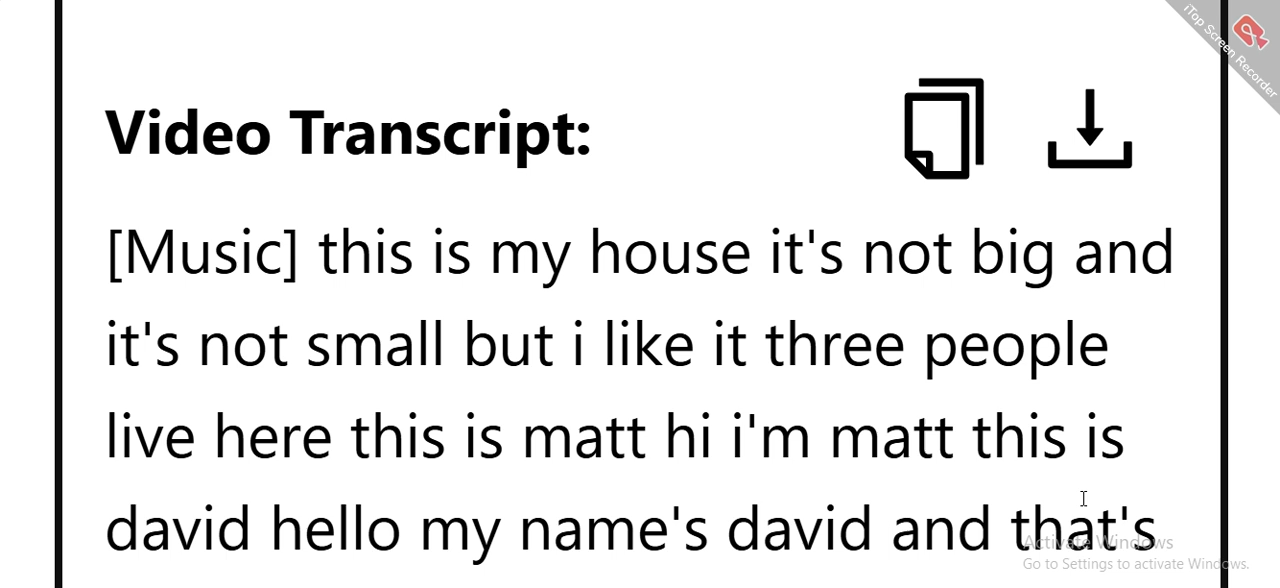 iTop Screen Recorder
Video Transcript:
[Music] this is my house it's not big and
it's not small but i like it three people
live here this is matt hi i'm matt this is
david hello my name's david and that's
Activate Windows
Go to Settings to activate Windows.